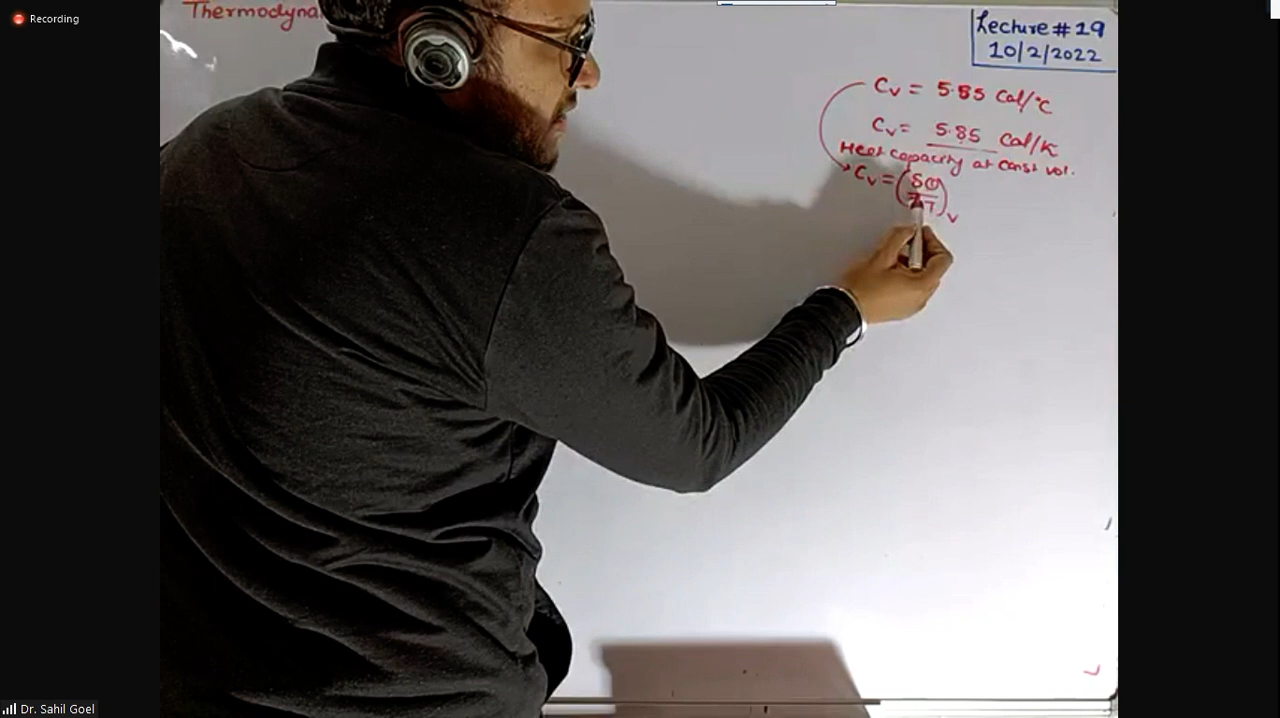 Recording
Thermodyna
Lecture # 19
10/2/2022
Cv = 5.85 Cal/°C
Cv = 5.85 Cal/K
Heat capacity at const vol.
Cv = (δQ/dT)v
Dr. Sahil Goel